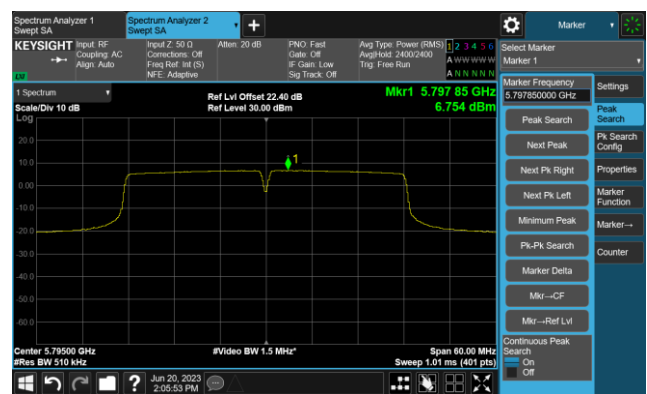 Spectrum Analyzer 1
Swept SA
Spectrum Analyzer 2
Swept SA
Marker
KEYSIGHT
Input: RF
Coupling: AC
Align: Auto
Input Z: 50 Ω
Corrections: Off
Freq Ref: Int (S)
NFE: Adaptive
Atten: 20 dB
PNO: Fast
Gate: Off
IF Gain: Low
Sig Track: Off
Avg Type: Power (RMS)
Avg|Hold: 2400/2400
Trig: Free Run
1 2 3 4 5 6
A W W W W W
A N N N N N
LW
Select Marker
Marker 1
1 Spectrum
Scale/Div 10 dB
Log
Ref Lvl Offset 22.40 dB
Ref Level 30.00 dBm
Mkr1 5.797 85 GHz
6.754 dBm
20.0
10.0
0.00
-10.0
-20.0
-30.0
-40.0
-50.0
-60.0
1
Center 5.79500 GHz
#Res BW 510 kHz
#Video BW 1.5 MHz*
Span 60.00 MHz
Sweep 1.01 ms (401 pts)
Marker Frequency
5.797850000 GHz
Peak Search
Next Peak
Next Pk Right
Next Pk Left
Minimum Peak
Pk-Pk Search
Marker Delta
Mkr→CF
Mkr→Ref Lvl
Continuous Peak
Search
On
Off
Settings
Peak
Search
Pk Search
Config
Properties
Marker
Function
Marker→
Counter
Jun 20, 2023
2:05:53 PM